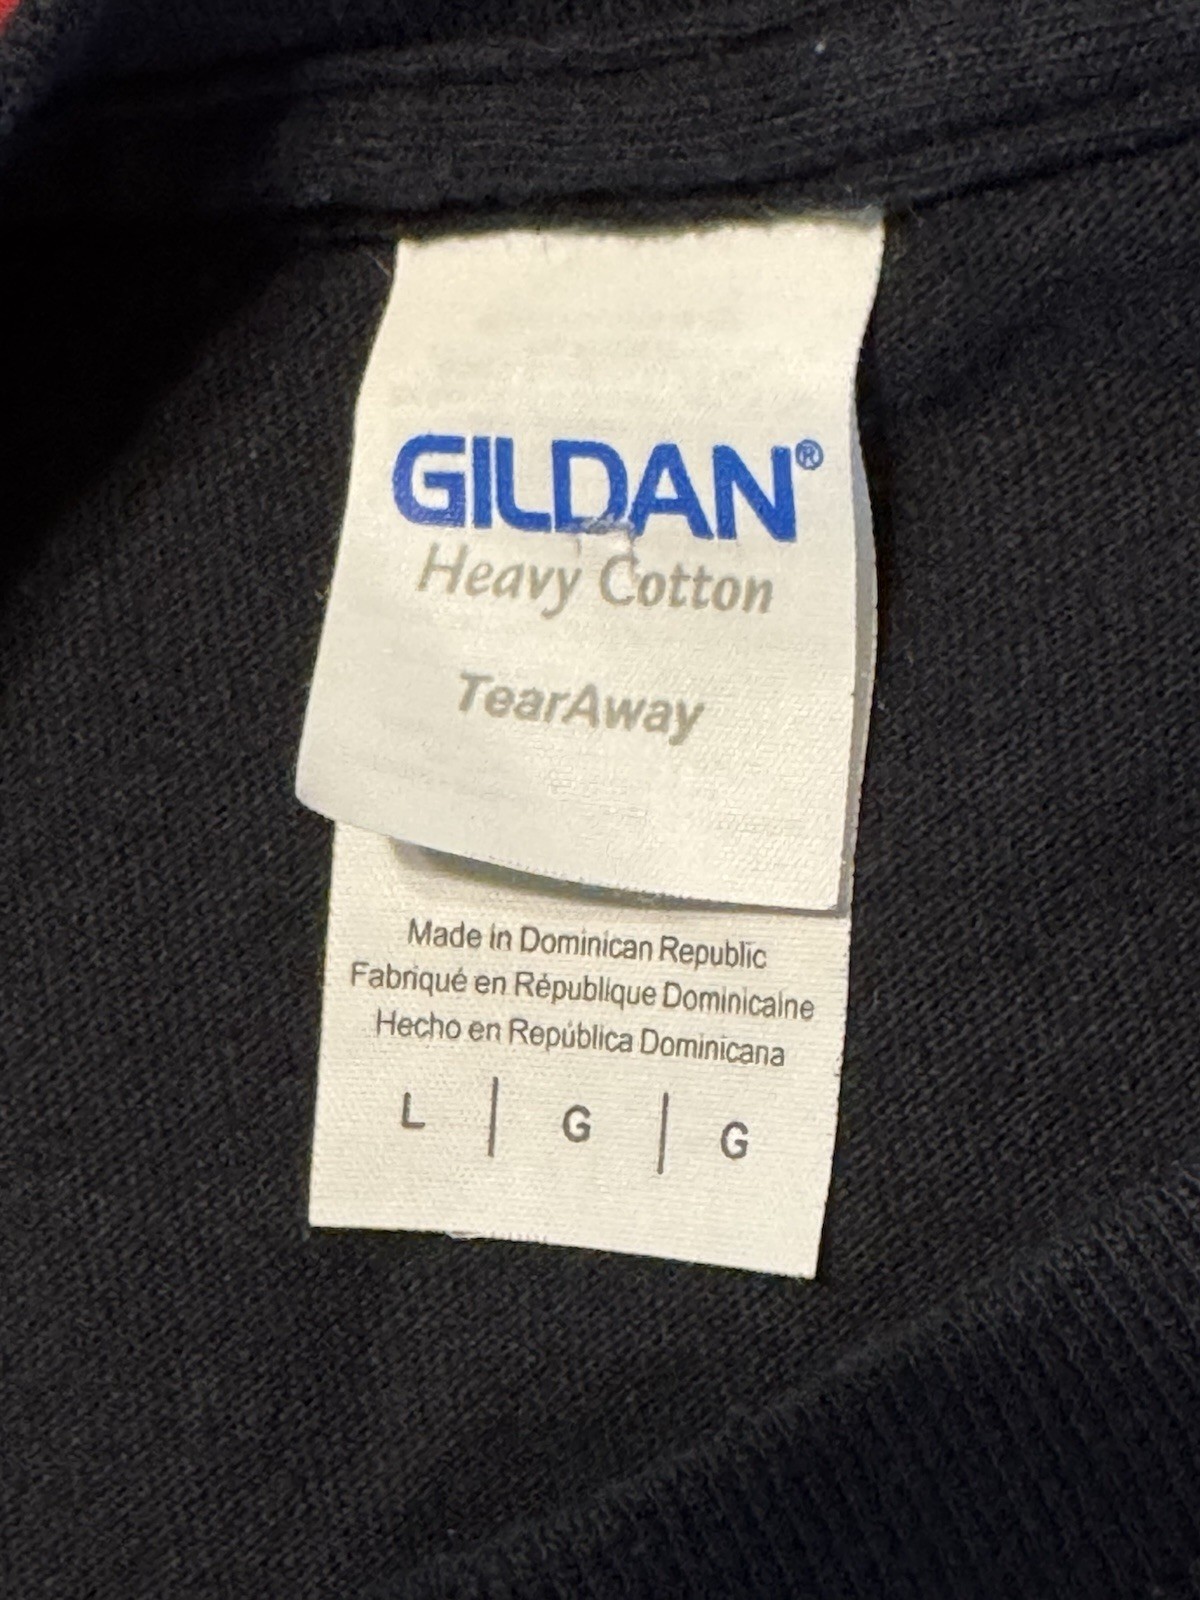 GILDAN®
Heavy Cotton
TearAway
Made in Dominican Republic
Fabriqué en République Dominicaine
Hecho en República Dominicana
L | G | G